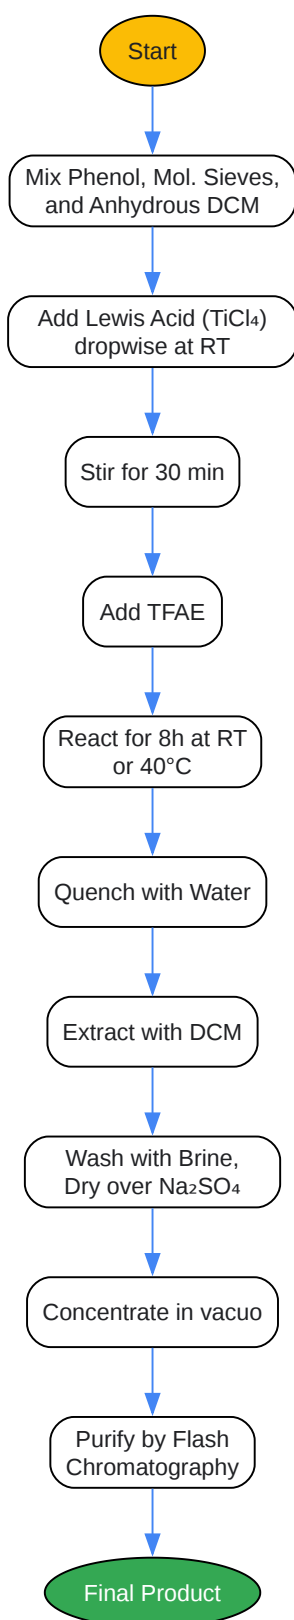 Start
Mix Phenol, Mol. Sieves,
and Anhydrous DCM
Add Lewis Acid (TiCl₄)
dropwise at RT
Stir for 30 min
Add TFAE
React for 8h at RT
or 40°C
Quench with Water
Extract with DCM
Wash with Brine,
Dry over Na₂SO₄
Concentrate in vacuo
Purify by Flash
Chromatography
Final Product